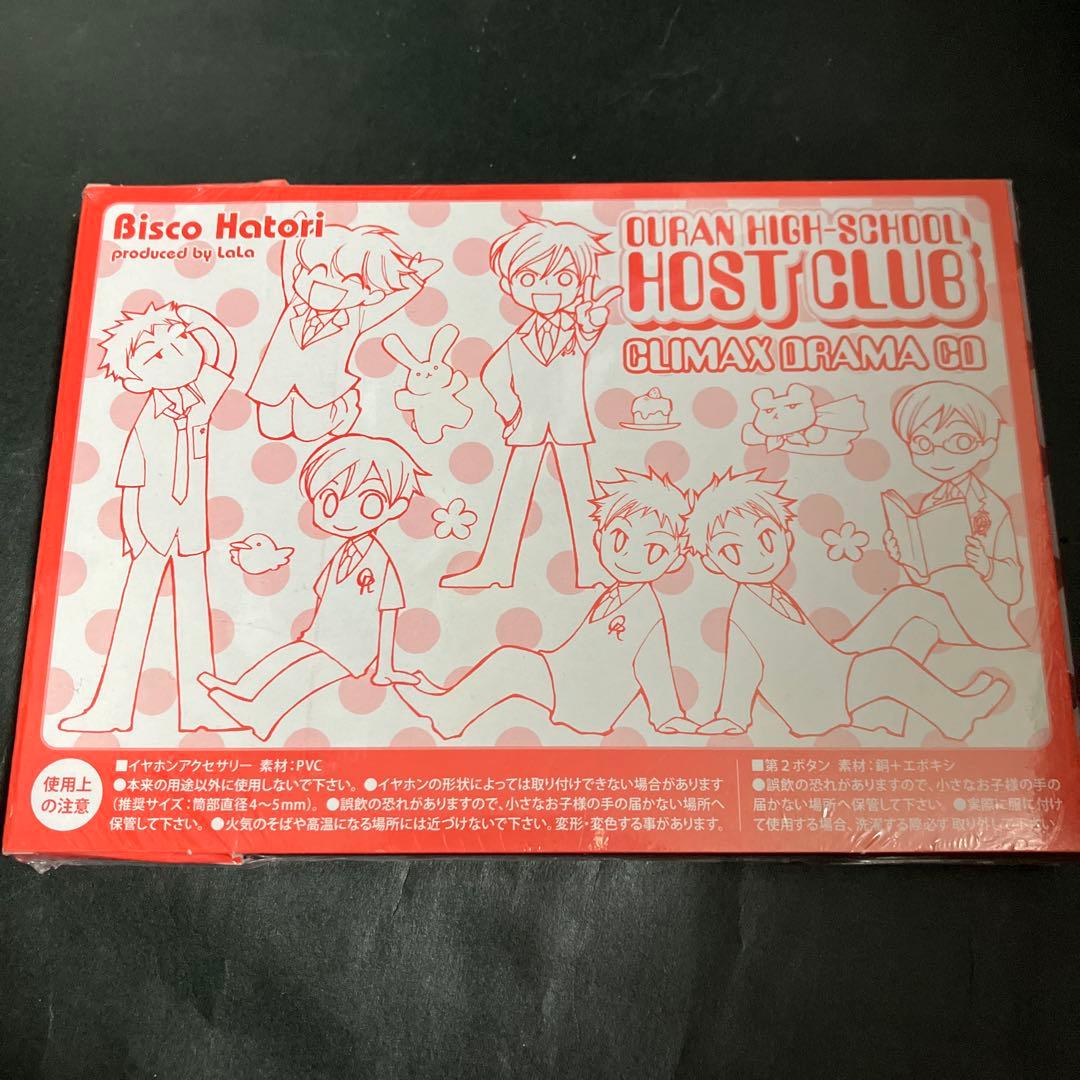 Bisco Hatori
produced by LaLa
OURAN HIGH-SCHOOL
HOST CLUB
CLIMAX DRAMA CD
使用上
の注意
■イヤホンアクセサリー 素材:PVC
●本来の用途以外に使用しないで下さい。●イヤホンの形状によっては取り付けできない場合があります
(推奨サイズ:筒部直径4〜5mm)。●誤飲の恐れがありますので、小さなお子様の手の届かない場所へ
保管して下さい。●火気のそばや高温になる場所には近づけないで下さい。変形・変色する事があります。
■第2ボタン 素材:銅+エポキシ
●誤飲の恐れがありますので、小さなお子様の手の
届かない場所へ保管して下さい。●実際に服に付け
て使用する場合、洗濯する際必ず取り外して下さい